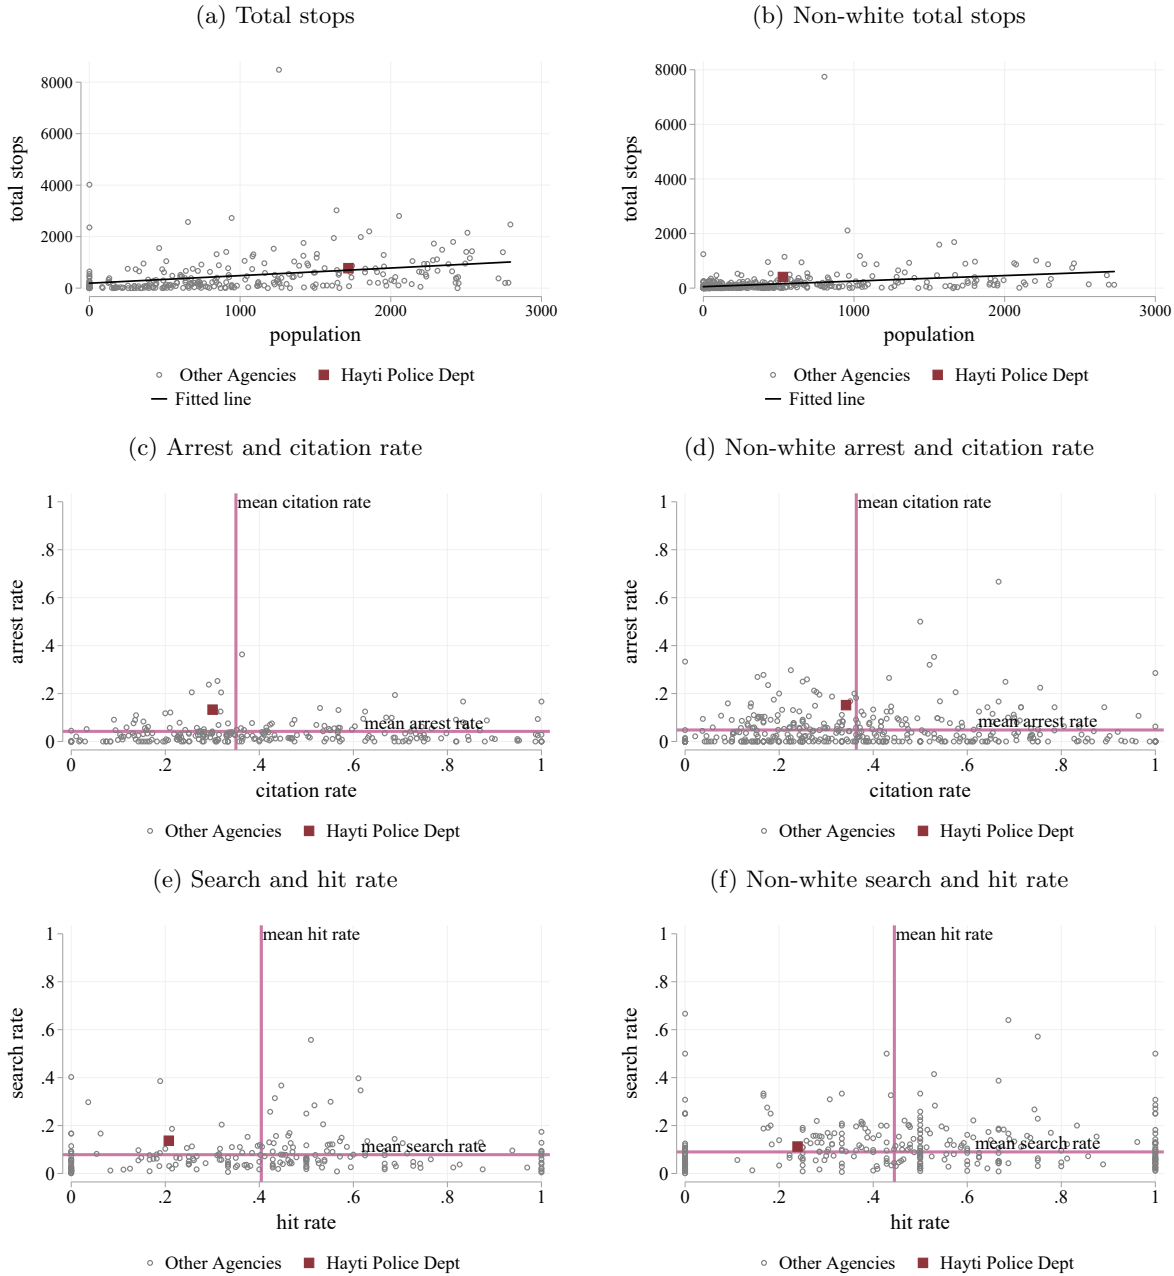 (a) Total stops
(b) Non-white total stops
total stops
8000
6000
4000
2000
0
0 1000 2000 3000
population
Other Agencies Hayti Police Dept
Fitted line
total stops
8000
6000
4000
2000
0
0 1000 2000 3000
population
Other Agencies Hayti Police Dept
Fitted line
(c) Arrest and citation rate
(d) Non-white arrest and citation rate
arrest rate
1
.8
.6
.4
.2
0
mean citation rate
mean arrest rate
0 .2 .4 .6 .8 1
citation rate
Other Agencies Hayti Police Dept
arrest rate
1
.8
.6
.4
.2
0
mean citation rate
mean arrest rate
0 .2 .4 .6 .8 1
citation rate
Other Agencies Hayti Police Dept
(e) Search and hit rate
(f) Non-white search and hit rate
search rate
1
.8
.6
.4
.2
0
mean hit rate
mean search rate
0 .2 .4 .6 .8 1
hit rate
Other Agencies Hayti Police Dept
search rate
1
.8
.6
.4
.2
0
mean hit rate
mean search rate
0 .2 .4 .6 .8 1
hit rate
Other Agencies Hayti Police Dept